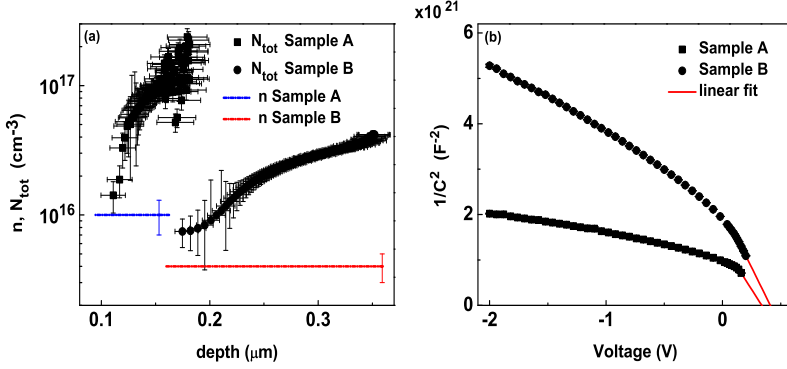 (a)
N_tot Sample A
N_tot Sample B
n Sample A
n Sample B
10^17
10^16
n, N_tot (cm^-3)
0.1 0.2 0.3
depth (μm)
x10^21
(b)
Sample A
Sample B
linear fit
6
4
2
0
1/C^2 (F^-2)
-2 -1 0
Voltage (V)